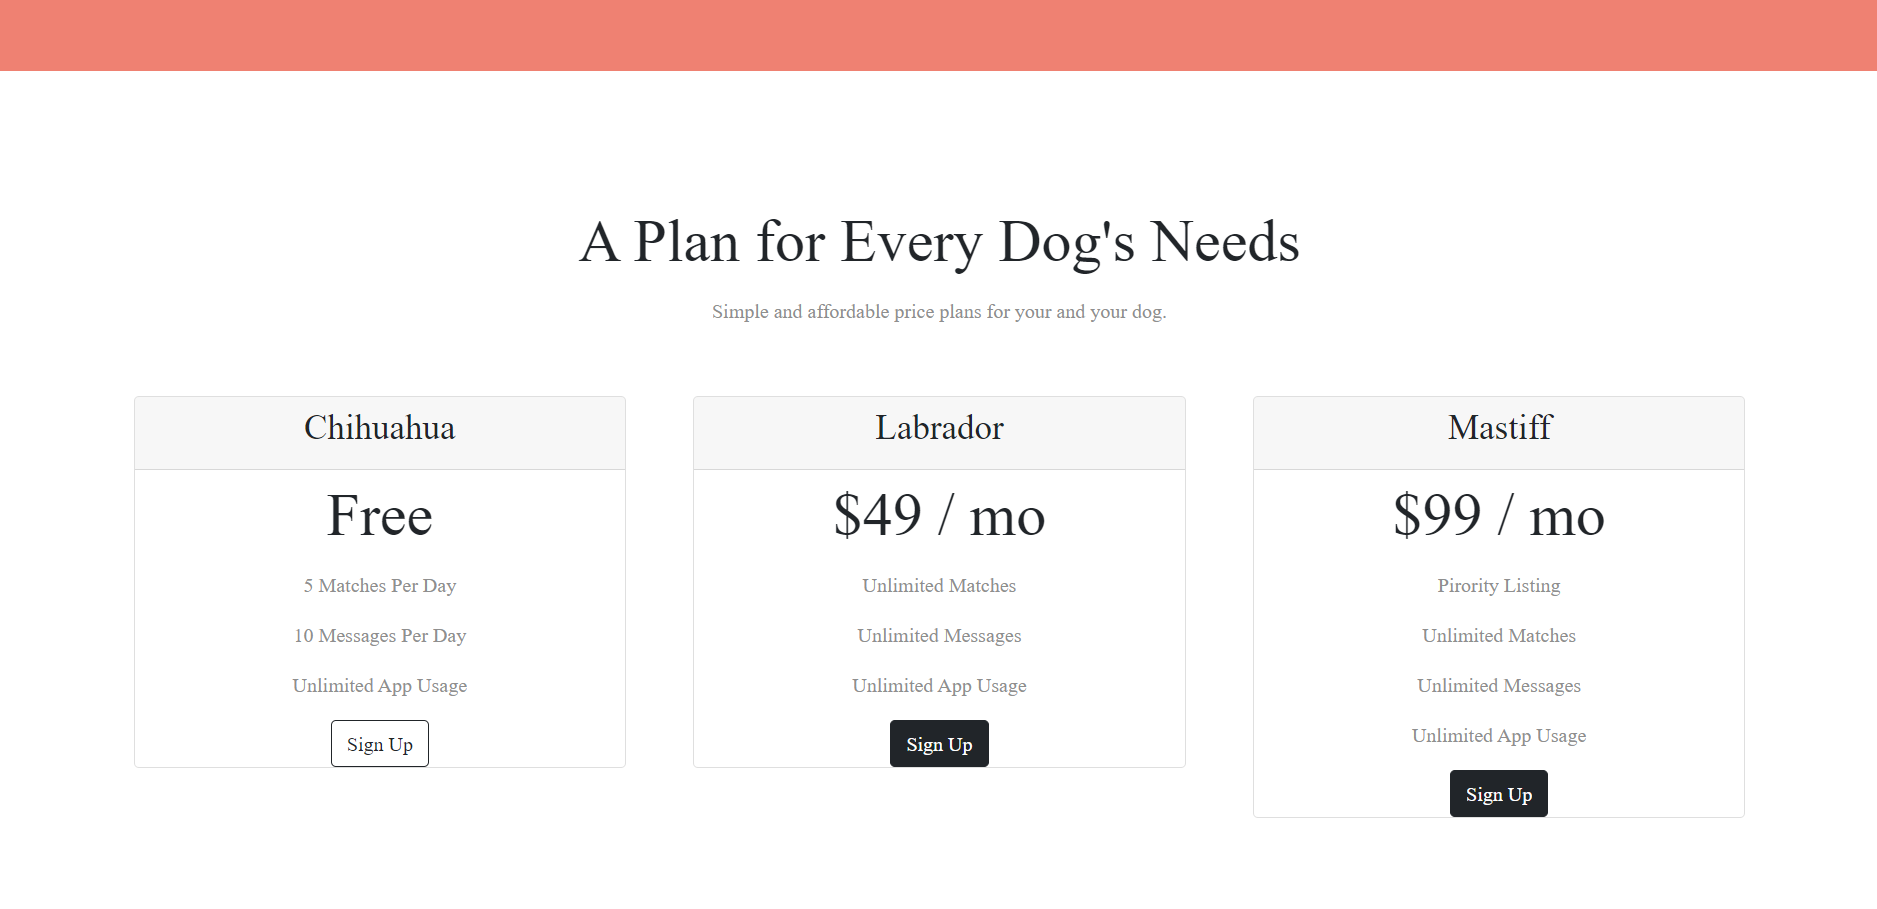 A Plan for Every Dog's Needs
Simple and affordable price plans for your and your dog.
Chihuahua
Free
5 Matches Per Day
10 Messages Per Day
Unlimited App Usage
Sign Up
Labrador
$49 / mo
Unlimited Matches
Unlimited Messages
Unlimited App Usage
Sign Up
Mastiff
$99 / mo
Pirority Listing
Unlimited Matches
Unlimited Messages
Unlimited App Usage
Sign Up